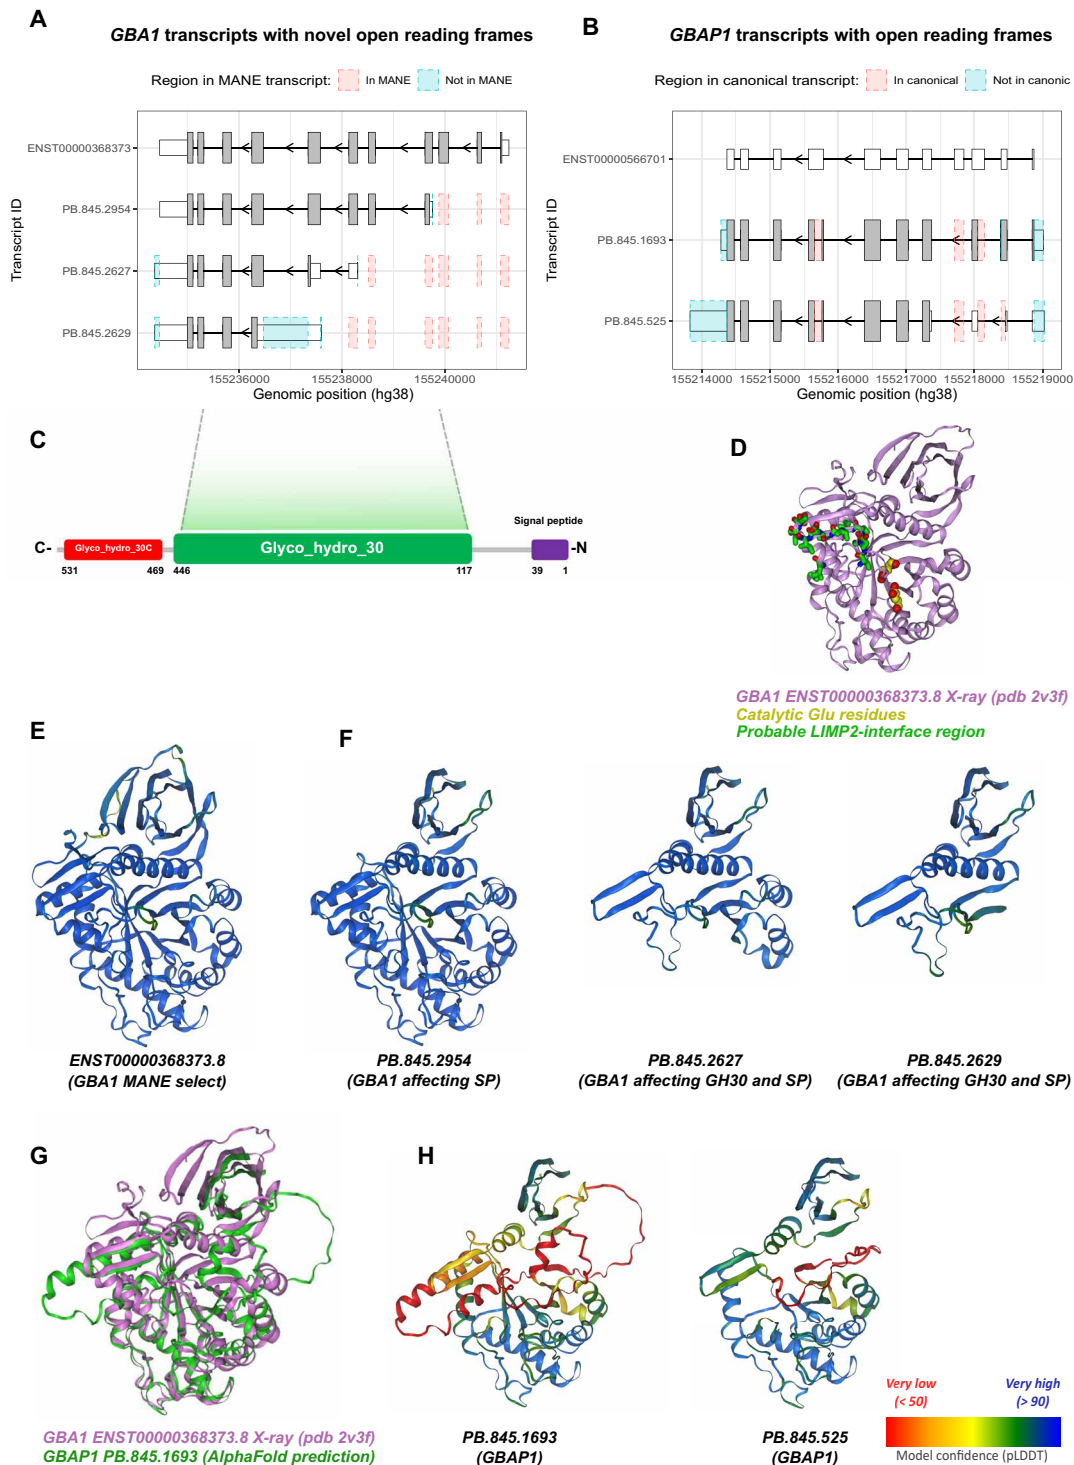 A
GBA1 transcripts with novel open reading frames
Region in MANE transcript: In MANE Not in MANE
Transcript ID
ENST00000368373
PB.845.2954
PB.845.2627
PB.845.2629
155236000 155238000 155240000
Genomic position (hg38)
B
GBAP1 transcripts with open reading frames
Region in canonical transcript: In canonical Not in canonic
Transcript ID
ENST00000566701
PB.845.1693
PB.845.525
155214000 155215000 155216000 155217000 155218000 155219000
Genomic position (hg38)
C
Signal peptide
C- Glyco_hydro_30C Glyco_hydro_30 -N
531 469 446 117 39 1
D
GBA1 ENST00000368373.8 X-ray (pdb 2v3f)
Catalytic Glu residues
Probable LIMP2-interface region
E
ENST00000368373.8
(GBA1 MANE select)
F
PB.845.2954
(GBA1 affecting SP)
PB.845.2627
(GBA1 affecting GH30 and SP)
PB.845.2629
(GBA1 affecting GH30 and SP)
G
GBA1 ENST00000368373.8 X-ray (pdb 2v3f)
GBAP1 PB.845.1693 (AlphaFold prediction)
H
PB.845.1693
(GBAP1)
PB.845.525
(GBAP1)
Very low Very high
(< 50) (> 90)
Model confidence (pLDDT)